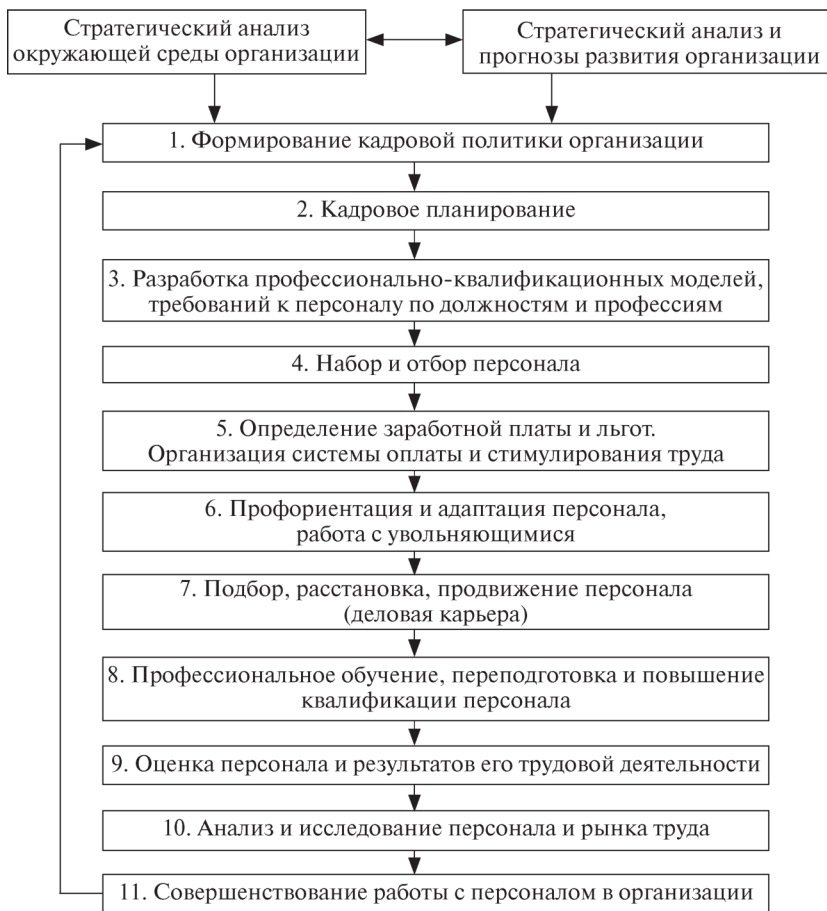 Стратегический анализ
окружающей среды организации
Стратегический анализ и
прогнозы развития организации
1. Формирование кадровой политики организации
2. Кадровое планирование
3. Разработка профессионально-квалификационных моделей,
требований к персоналу по должностям и профессиям
4. Набор и отбор персонала
5. Определение заработной платы и льгот.
Организация системы оплаты и стимулирования труда
6. Профориентация и адаптация персонала,
работа с увольняющимися
7. Подбор, расстановка, продвижение персонала
(деловая карьера)
8. Профессиональное обучение, переподготовка и повышение
квалификации персонала
9. Оценка персонала и результатов его трудовой деятельности
10. Анализ и исследование персонала и рынка труда
11. Совершенствование работы с персоналом в организации